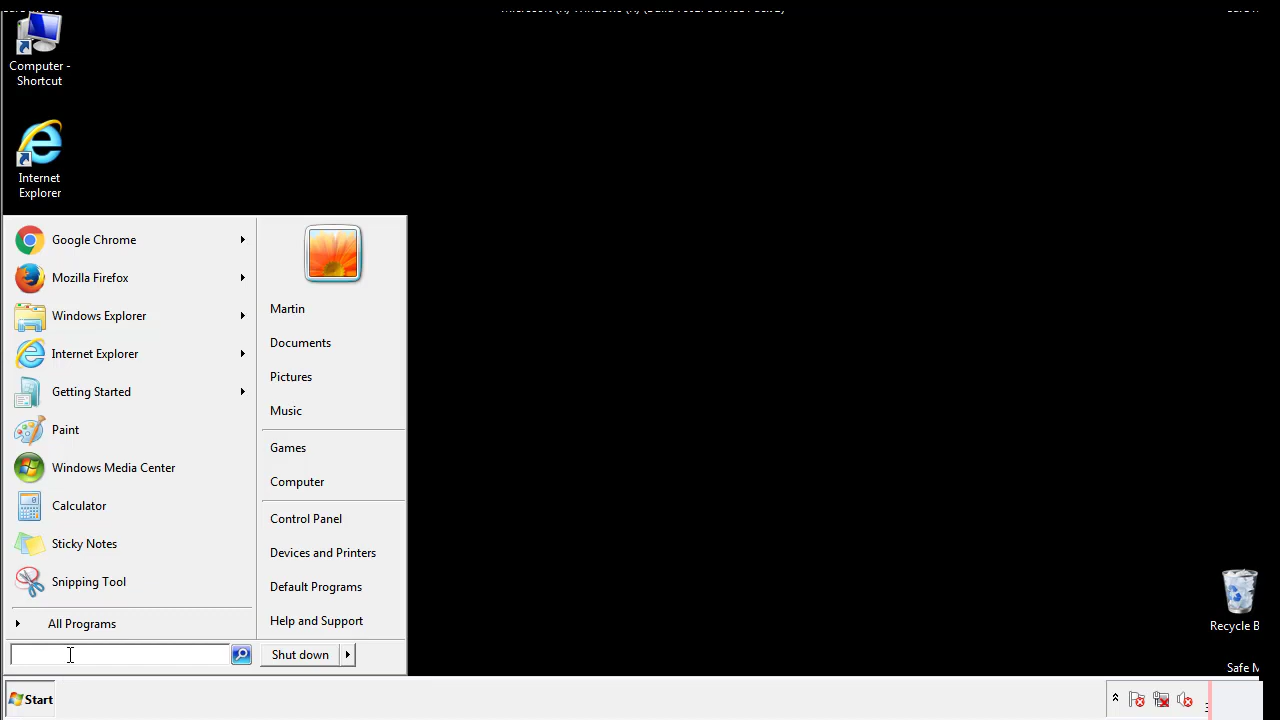 Computer -
Shortcut
Internet
Explorer
Google Chrome
Mozilla Firefox
Windows Explorer
Internet Explorer
Getting Started
Paint
Windows Media Center
Calculator
Sticky Notes
Snipping Tool
All Programs
Martin
Documents
Pictures
Music
Games
Computer
Control Panel
Devices and Printers
Default Programs
Help and Support
Shut down
Recycle B
Safe M
Start